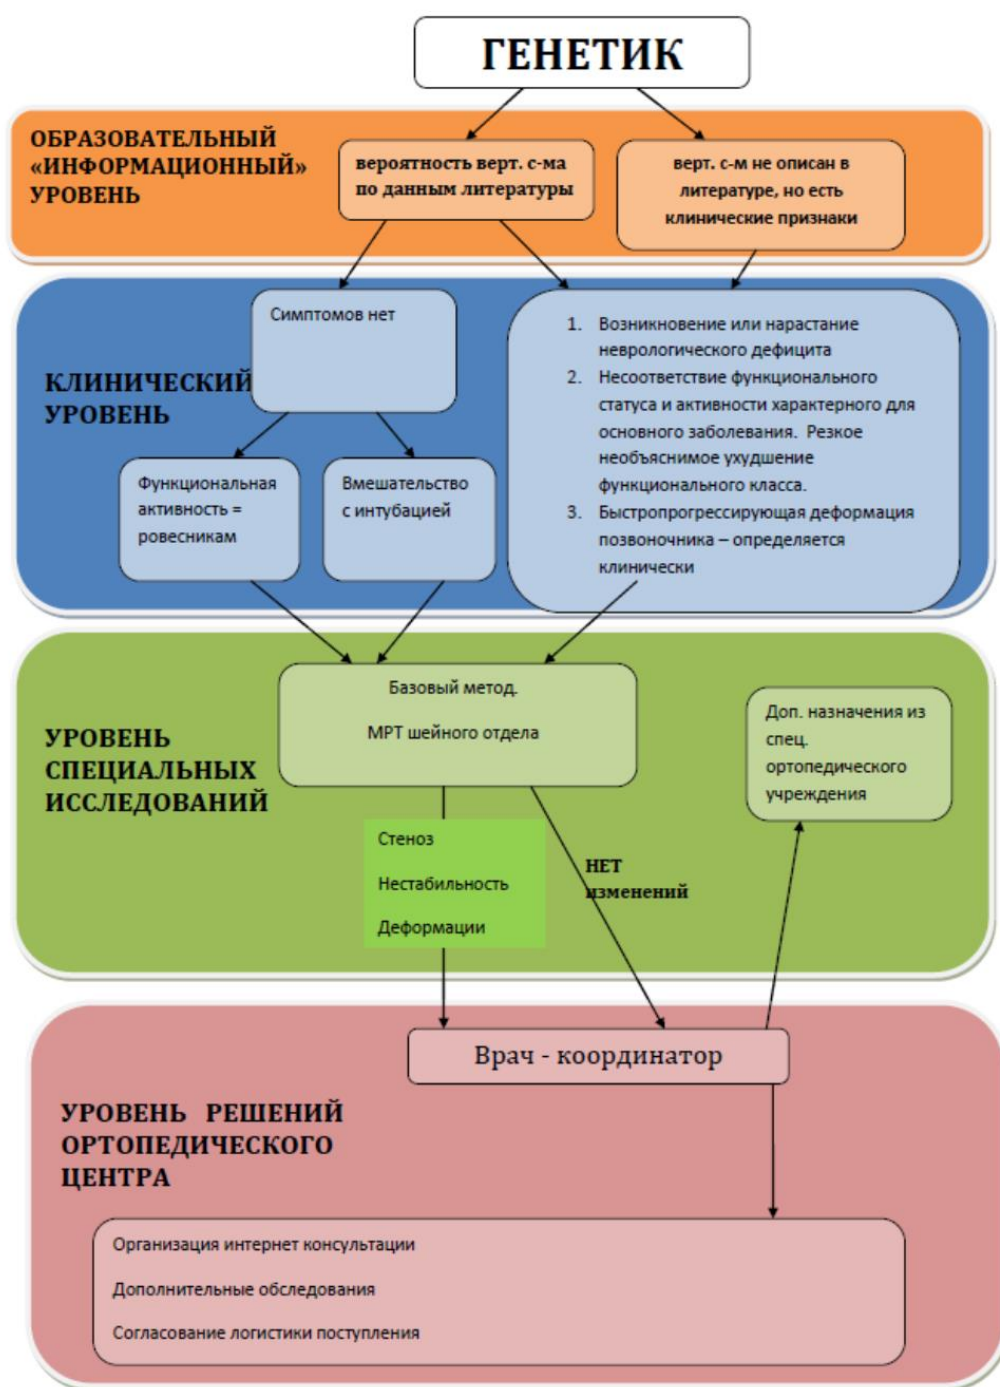 ГЕНЕТИК
ОБРАЗОВАТЕЛЬНЫЙ
«ИНФОРМАЦИОННЫЙ»
УРОВЕНЬ
вероятность верт. с-ма
по данным литературы
верт. с-м не описан в
литературе, но есть
клинические признаки
КЛИНИЧЕСКИЙ
УРОВЕНЬ
Симптомов нет
Функциональная
активность =
ровесникам
Вмешательство
с интубацией
1. Возникновение или нарастание
неврологического дефицита
2. Несоответствие функционального
статуса и активности характерного для
основного заболевания. Резкое
необъяснимое ухудшение
функционального класса.
3. Быстропрогрессирующая деформация
позвоночника – определяется
клинически
УРОВЕНЬ
СПЕЦИАЛЬНЫХ
ИССЛЕДОВАНИЙ
Базовый метод.
МРТ шейного отдела
Доп. назначения из
спец.
ортопедического
учреждения
Стеноз
Нестабильность
Деформации
НЕТ
изменений
Врач - координатор
УРОВЕНЬ РЕШЕНИЙ
ОРТОПЕДИЧЕСКОГО
ЦЕНТРА
Организация интернет консультации
Дополнительные обследования
Согласование логистики поступления